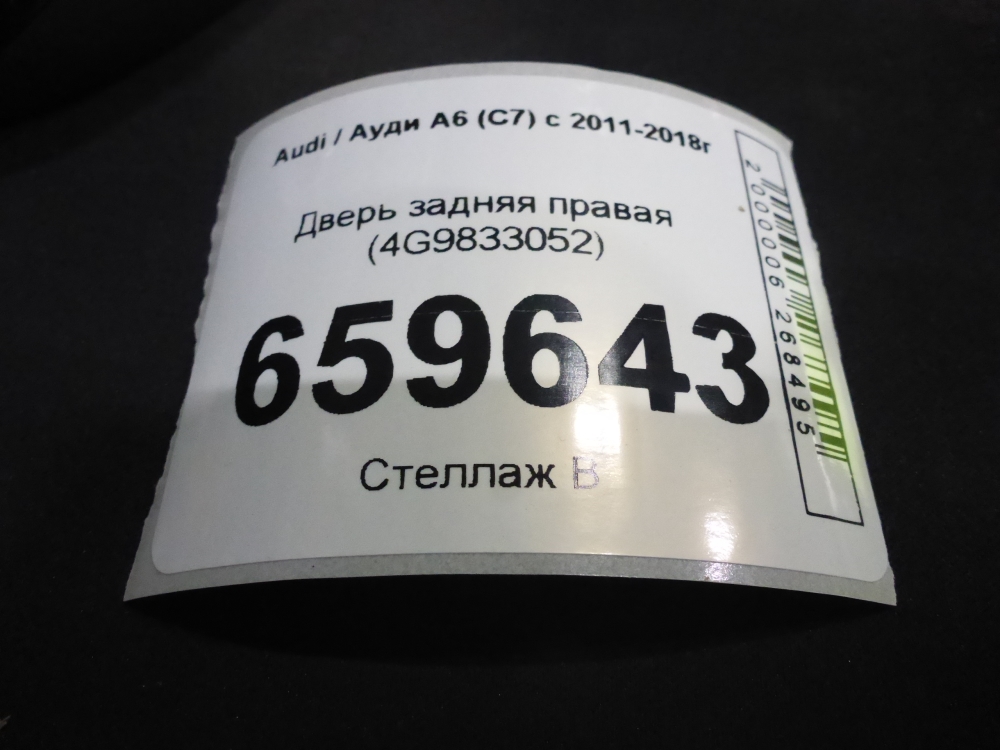 Audi / Ауди А6 (С7) с 2011-2018г
Дверь задняя правая
(4G9833052)
659643
Стеллаж В
2000006268495